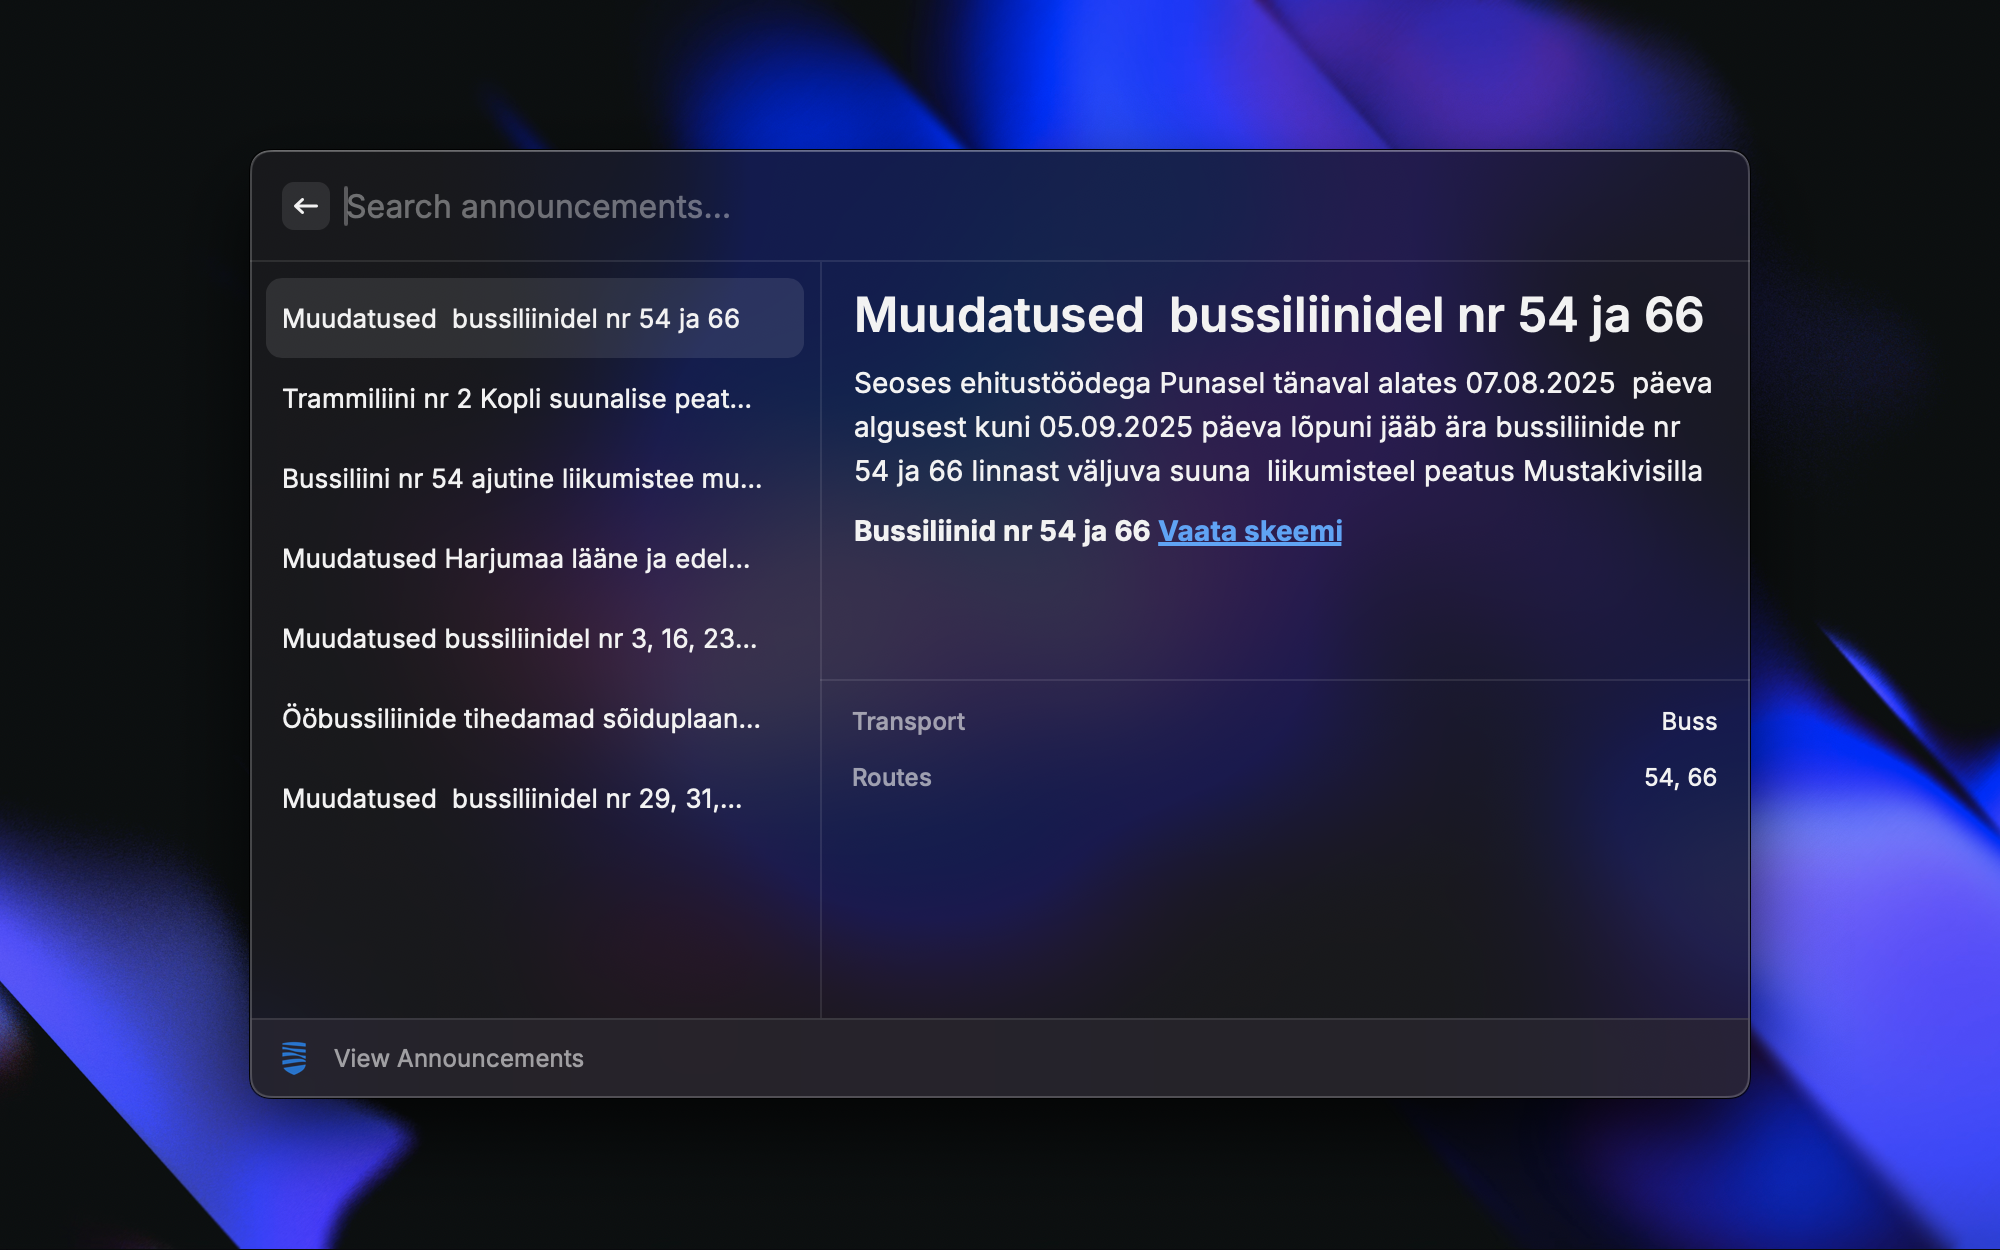 Search announcements...
Muudatused  bussiliinidel nr 54 ja 66
Trammiliini nr 2 Kopli suunalise peat...
Bussiliini nr 54 ajutine liikumistee mu...
Muudatused Harjumaa lääne ja edel...
Muudatused bussiliinidel nr 3, 16, 23...
Ööbussiliinide tihedamad sõiduplaan...
Muudatused  bussiliinidel nr 29, 31,...
Muudatused  bussiliinidel nr 54 ja 66
Seoses ehitustöödega Punasel tänaval alates 07.08.2025  päeva
algusest kuni 05.09.2025 päeva lõpuni jääb ära bussiliinide nr
54 ja 66 linnast väljuva suuna  liikumisteel peatus Mustakivisilla
Bussiliinid nr 54 ja 66 Vaata skeemi
Transport Buss
Routes 54, 66
View Announcements